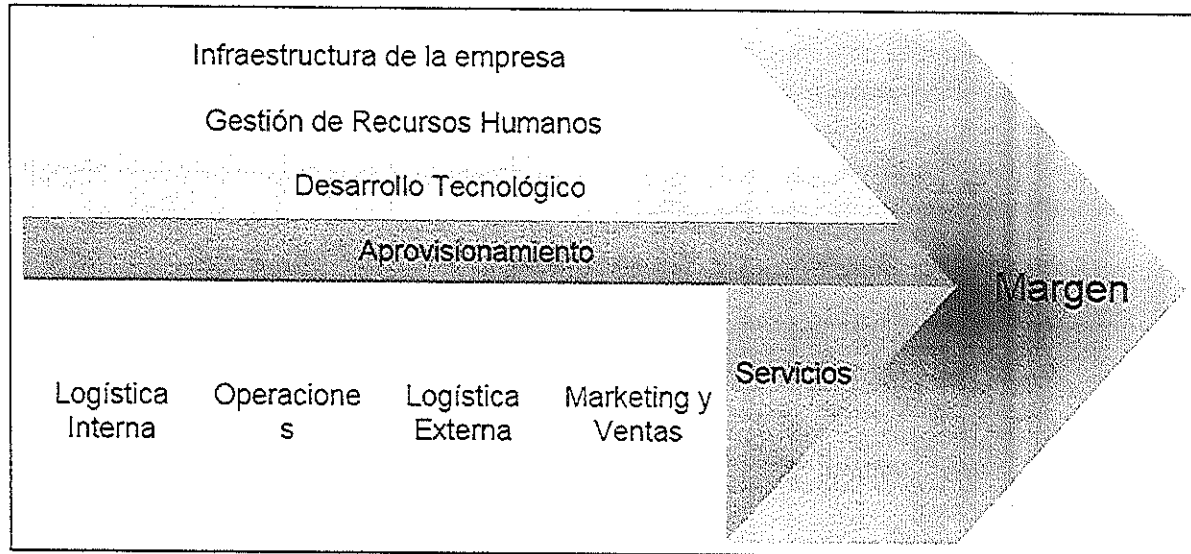 Infraestructura de la empresa
Gestión de Recursos Humanos
Desarrollo Tecnológico
Aprovisionamiento
Margen
Servicios
Logística
Interna
Operacione
s
Logística
Externa
Marketing y
Ventas